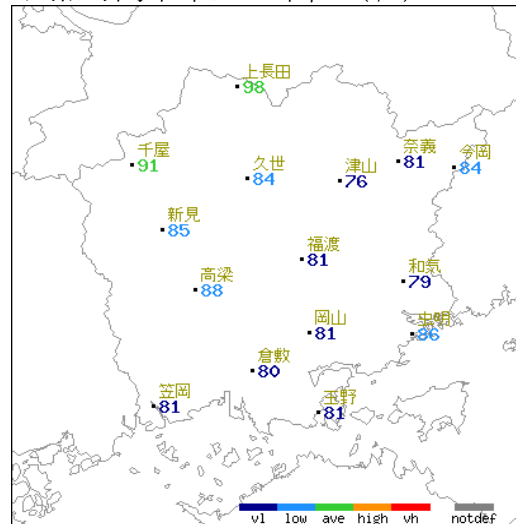 上長田
98
千屋
91
久世
84
津山
76
奈義
81
今岡
84
新見
85
福渡
81
高梁
88
和気
79
岡山
81
虫明
86
倉敷
80
笠岡
81
玉野
81
vl low ave high vh notdef